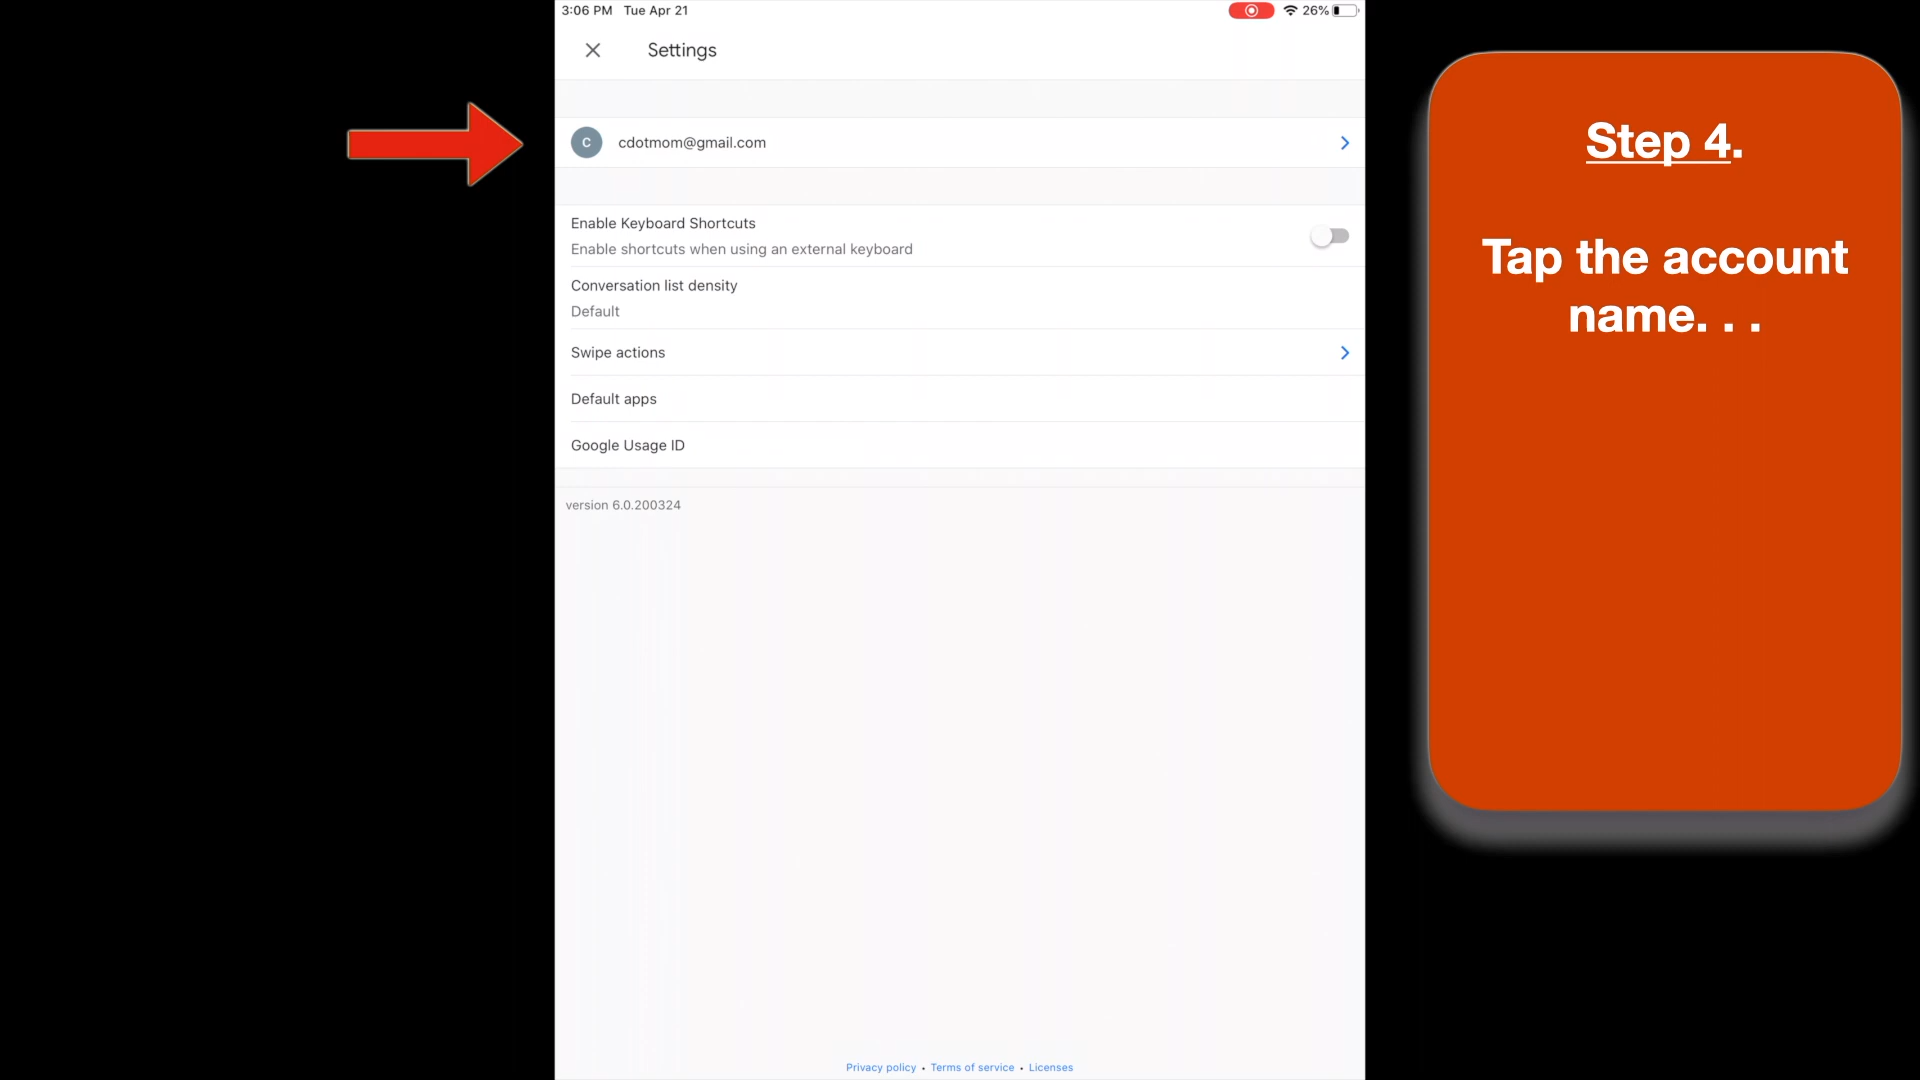 3:06 PM Tue Apr 21
26%
Settings
C
cdotmom@gmail.com
Enable Keyboard Shortcuts
Enable shortcuts when using an external keyboard
Conversation list density
Default
Swipe actions
Default apps
Google Usage ID
version 6.0.200324
Privacy policy • Terms of service • Licenses
Step 4.
Tap the account
name. . .